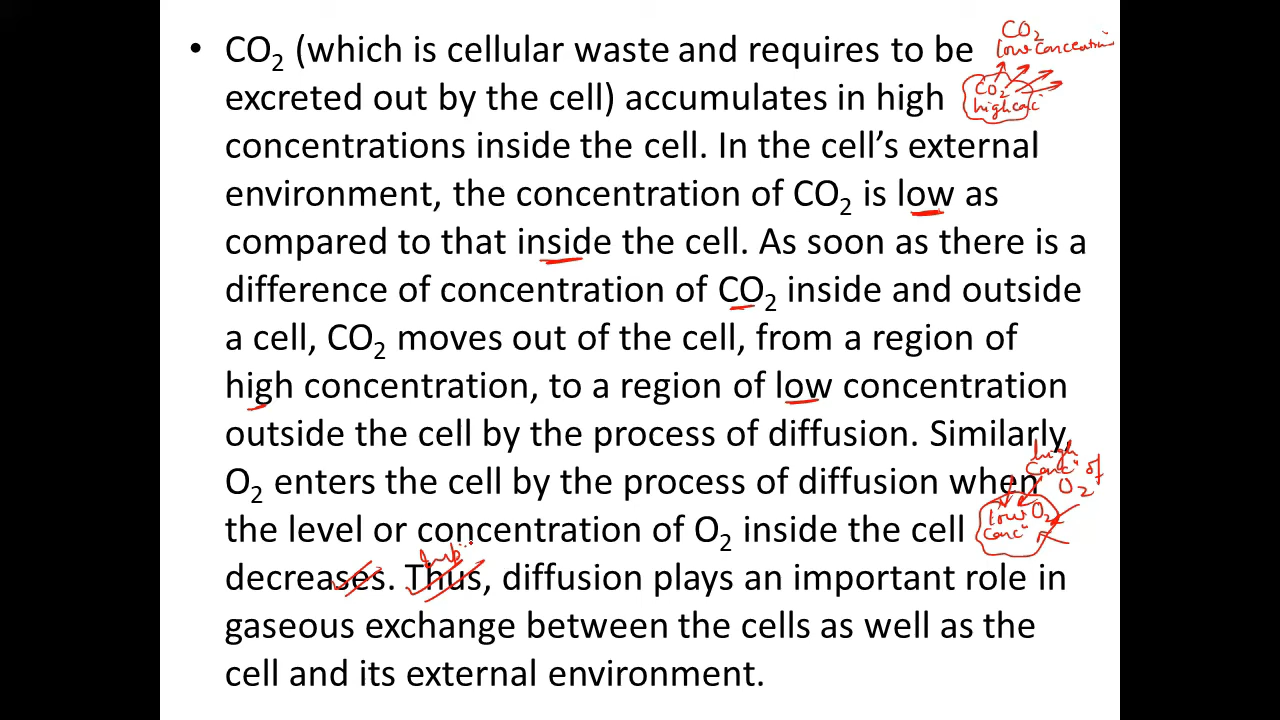 • CO₂ (which is cellular waste and requires to be
excreted out by the cell) accumulates in high
concentrations inside the cell. In the cell’s external
environment, the concentration of CO₂ is low as
compared to that inside the cell. As soon as there is a
difference of concentration of CO₂ inside and outside
a cell, CO₂ moves out of the cell, from a region of
high concentration, to a region of low concentration
outside the cell by the process of diffusion. Similarly,
O₂ enters the cell by the process of diffusion when
the level or concentration of O₂ inside the cell
decreases. Thus, diffusion plays an important role in
gaseous exchange between the cells as well as the
cell and its external environment.
CO₂
low
CO₂
high
high
of
O₂
low O₂